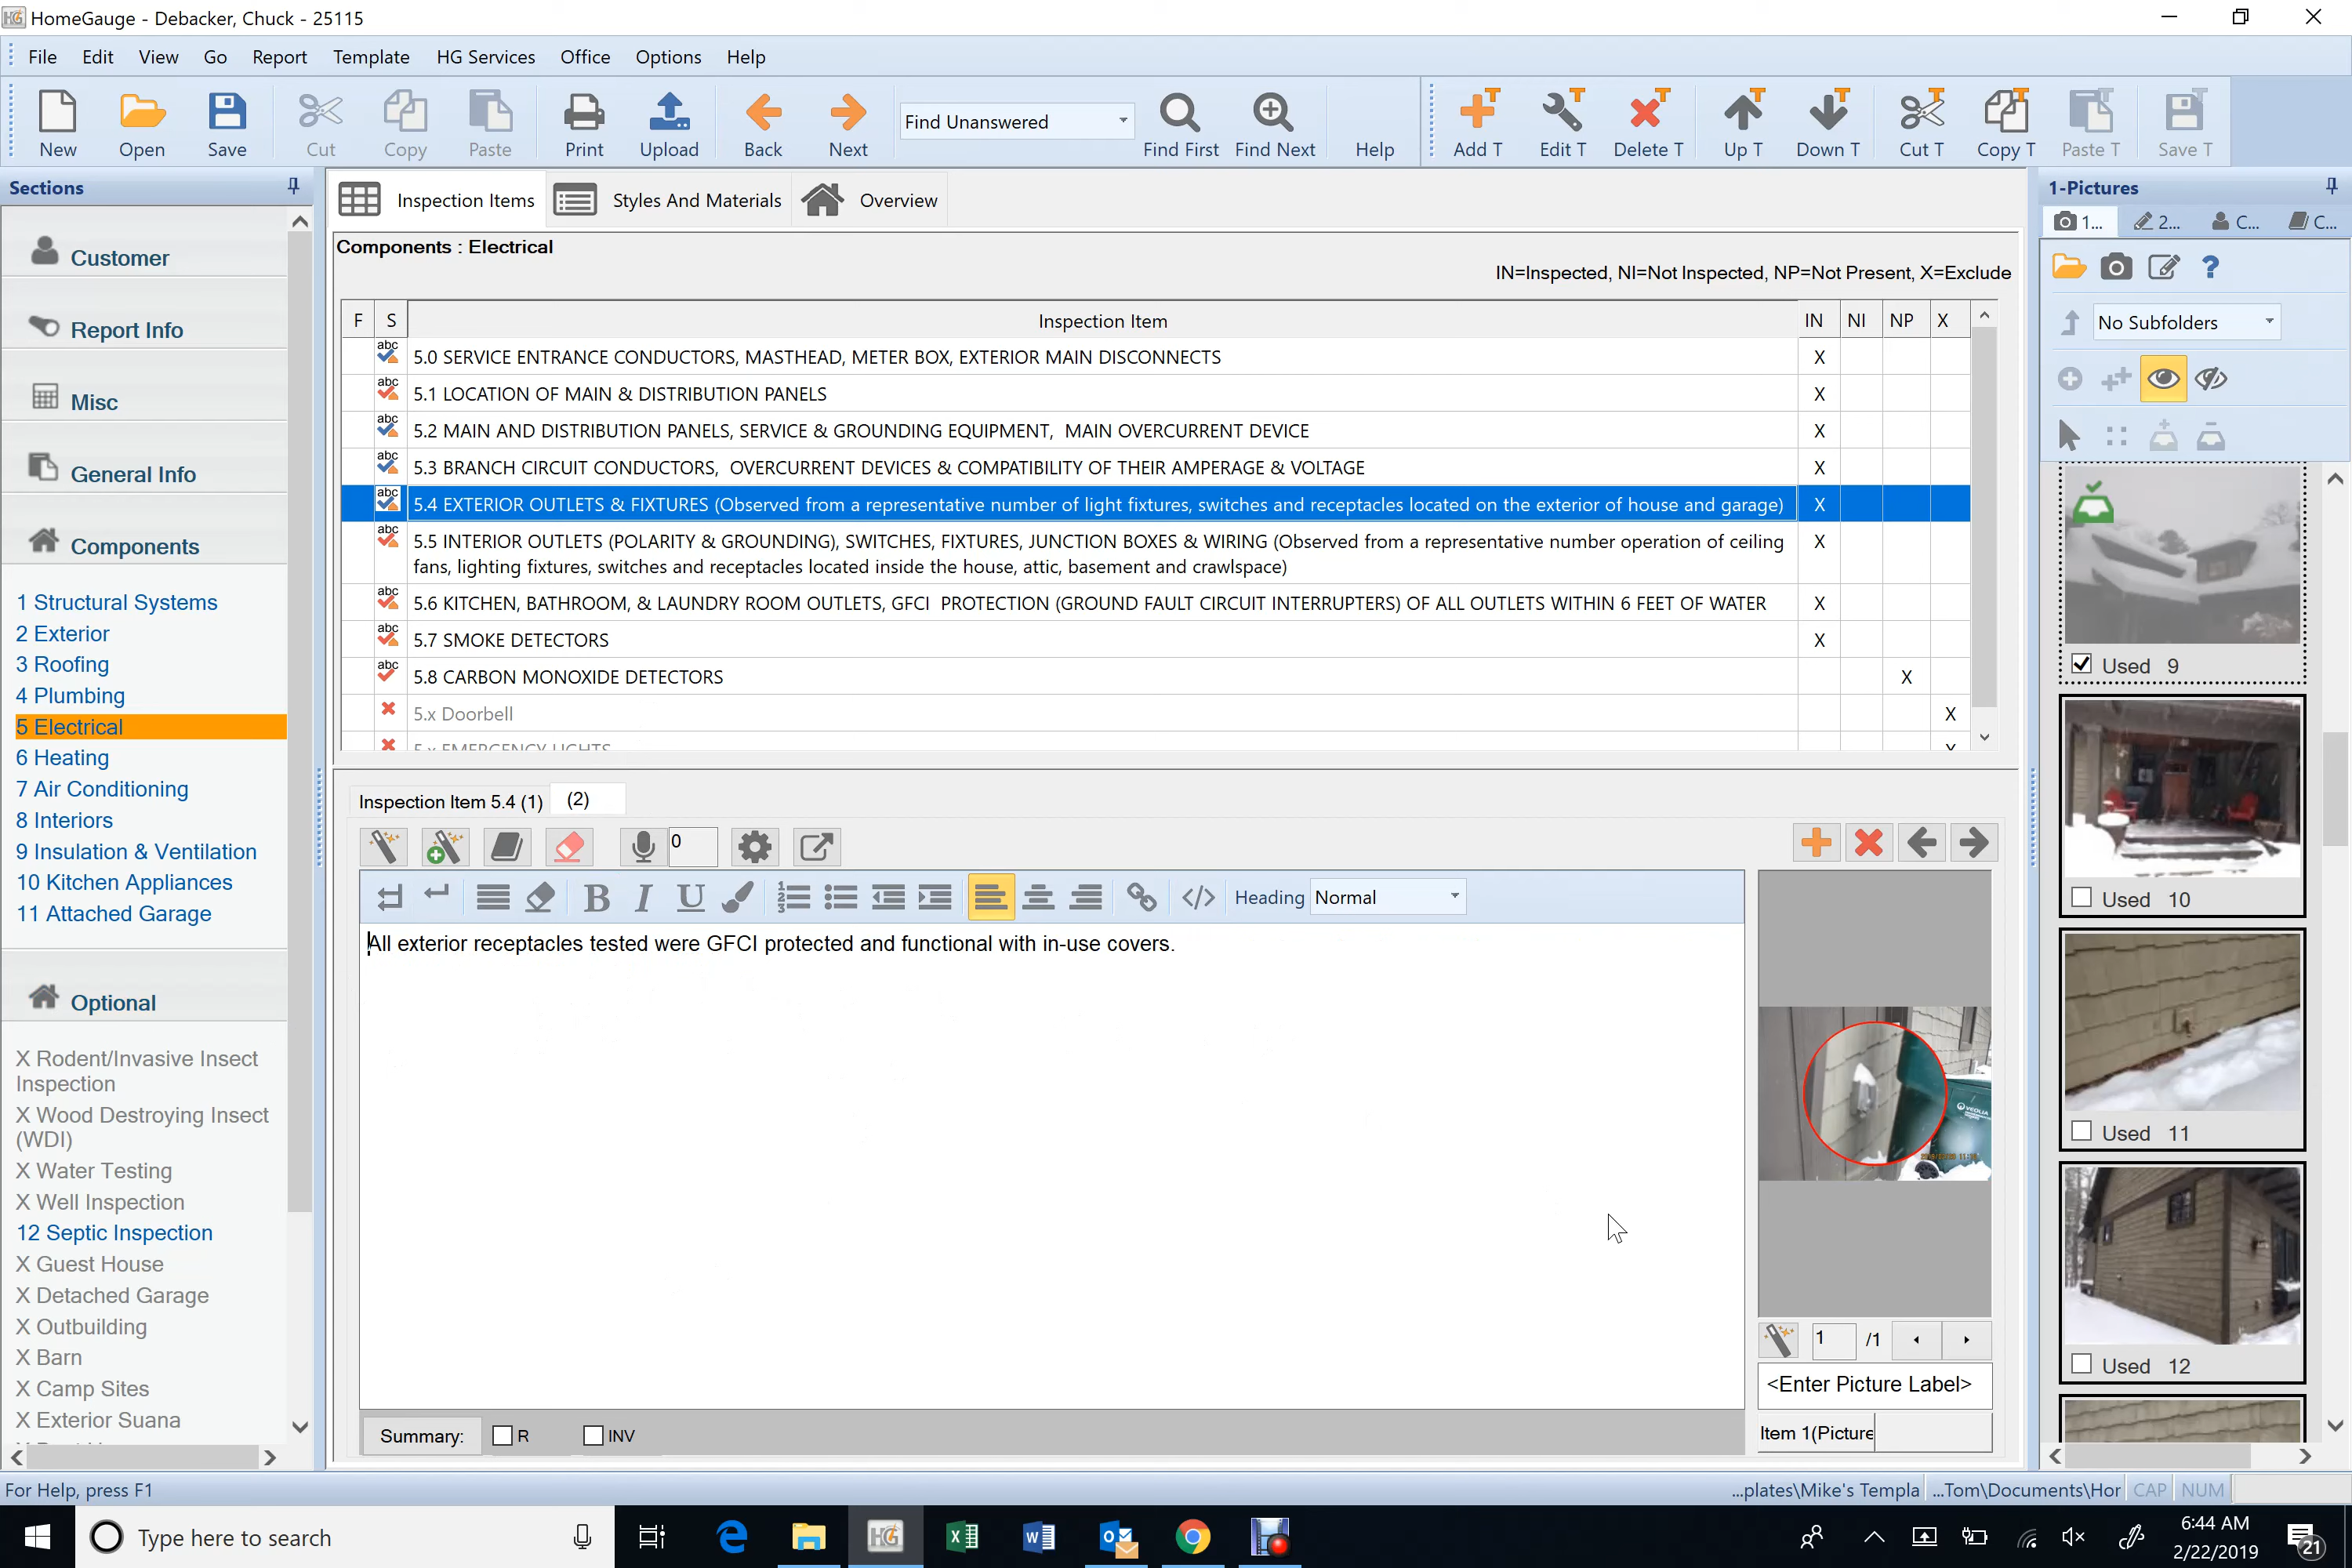 HomeGauge - Debacker, Chuck - 25115
File Edit View Go Report Template HG Services Office Options Help
New Open Save Cut Copy Paste Print Upload Back Next Find Unanswered Find First Find Next Help Add T Edit T Delete T Up T Down T Cut T Copy T Paste T Save T
Sections
Customer
Report Info
Misc
General Info
Components
1 Structural Systems
2 Exterior
3 Roofing
4 Plumbing
5 Electrical
6 Heating
7 Air Conditioning
8 Interiors
9 Insulation & Ventilation
10 Kitchen Appliances
11 Attached Garage
Optional
X Rodent/Invasive Insect
Inspection
X Wood Destroying Insect
(WDI)
X Water Testing
X Well Inspection
12 Septic Inspection
X Guest House
X Detached Garage
X Outbuilding
X Barn
X Camp Sites
X Exterior Suana
Inspection Items Styles And Materials Overview
Components : Electrical
IN=Inspected, NI=Not Inspected, NP=Not Present, X=Exclude
F S Inspection Item IN NI NP X
abc 5.0 SERVICE ENTRANCE CONDUCTORS, MASTHEAD, METER BOX, EXTERIOR MAIN DISCONNECTS X
abc 5.1 LOCATION OF MAIN & DISTRIBUTION PANELS X
abc 5.2 MAIN AND DISTRIBUTION PANELS, SERVICE & GROUNDING EQUIPMENT, MAIN OVERCURRENT DEVICE X
abc 5.3 BRANCH CIRCUIT CONDUCTORS, OVERCURRENT DEVICES & COMPATIBILITY OF THEIR AMPERAGE & VOLTAGE X
abc 5.4 EXTERIOR OUTLETS & FIXTURES (Observed from a representative number of light fixtures, switches and receptacles located on the exterior of house and garage) X
abc 5.5 INTERIOR OUTLETS (POLARITY & GROUNDING), SWITCHES, FIXTURES, JUNCTION BOXES & WIRING (Observed from a representative number operation of ceiling X
fans, lighting fixtures, switches and receptacles located inside the house, attic, basement and crawlspace)
abc 5.6 KITCHEN, BATHROOM, & LAUNDRY ROOM OUTLETS, GFCI PROTECTION (GROUND FAULT CIRCUIT INTERRUPTERS) OF ALL OUTLETS WITHIN 6 FEET OF WATER X
abc 5.7 SMOKE DETECTORS X
abc 5.8 CARBON MONOXIDE DETECTORS X
5.x Doorbell X
5.x EMERGENCY LIGHTS X
Inspection Item 5.4 (1) (2)
0
B I U Heading Normal
All exterior receptacles tested were GFCI protected and functional with in-use covers.
VEOLIA
1 /1
<Enter Picture Label>
Item 1(Picture
Summary: R INV
1-Pictures
1... 2... C... C...
No Subfolders
Used 9
Used 10
Used 11
Used 12
For Help, press F1 ...plates\Mike's Templa ...Tom\Documents\Hor CAP NUM
Type here to search
6:44 AM
2/22/2019
21